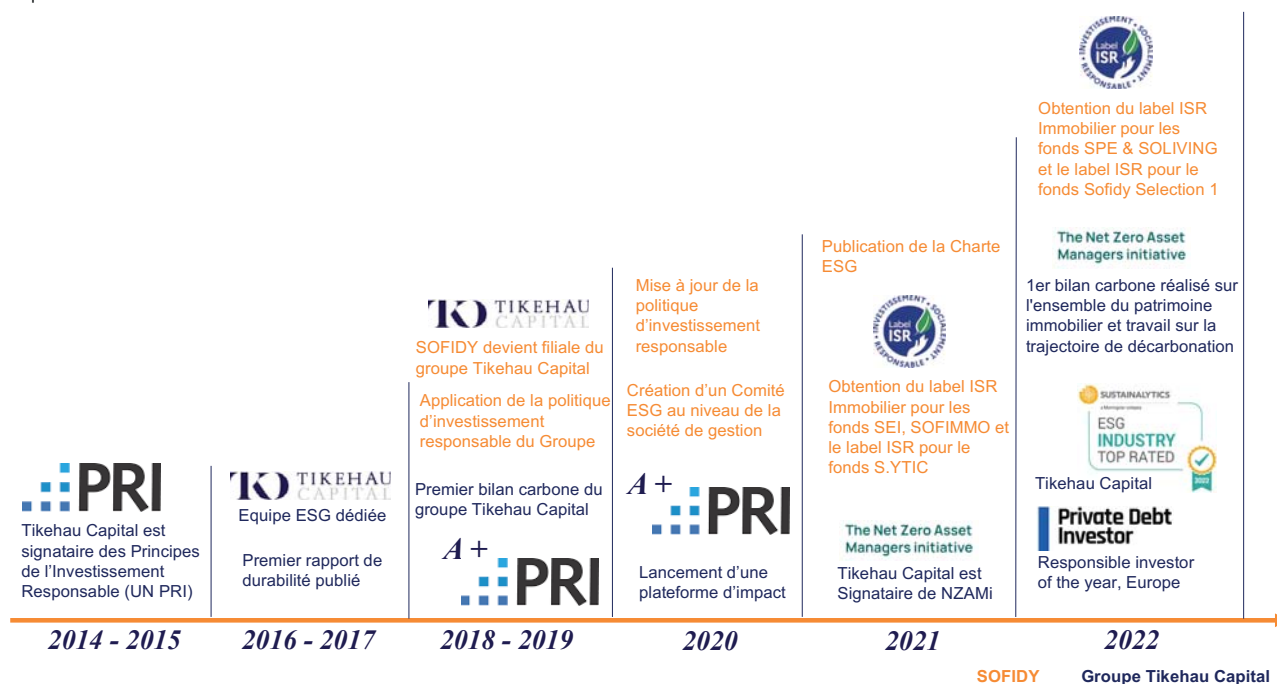 PRI
Tikehau Capital est
signataire des Principes
de l'Investissement
Responsable (UN PRI)
2014 - 2015
TIKEHAU
CAPITAL
Equipe ESG dédiée
Premier rapport de
durabilité publié
2016 - 2017
TIKEHAU
CAPITAL
SOFIDY devient filiale du
groupe Tikehau Capital
Application de la politique
d'investissement
responsable du Groupe
Premier bilan carbone du
groupe Tikehau Capital
A+
PRI
2018 - 2019
Mise à jour de la
politique
d'investissement
responsable
Création d'un Comité
ESG au niveau de la
société de gestion
A+
PRI
Lancement d'une
plateforme d'impact
2020
Publication de la Charte
ESG
INVESTISSEMENT SOCIALEMENT RESPONSABLE
Label
ISR
Obtention du label ISR
Immobilier pour les
fonds SEI, SOFIMMO et
le label ISR pour le
fonds S.YTIC
The Net Zero Asset
Managers initiative
Tikehau Capital est
Signataire de NZAMi
2021
INVESTISSEMENT SOCIALEMENT RESPONSABLE
Label
ISR
Obtention du label ISR
Immobilier pour les
fonds SPE & SOLIVING
et le label ISR pour le
fonds Sofidy Selection 1
The Net Zero Asset
Managers initiative
1er bilan carbone réalisé sur
l'ensemble du patrimoine
immobilier et travail sur la
trajectoire de décarbonation
SUSTAINALYTICS
a Morningstar company
ESG
INDUSTRY
TOP RATED
2022
Tikehau Capital
Private Debt
Investor
Responsible investor
of the year, Europe
2022
SOFIDY
Groupe Tikehau Capital